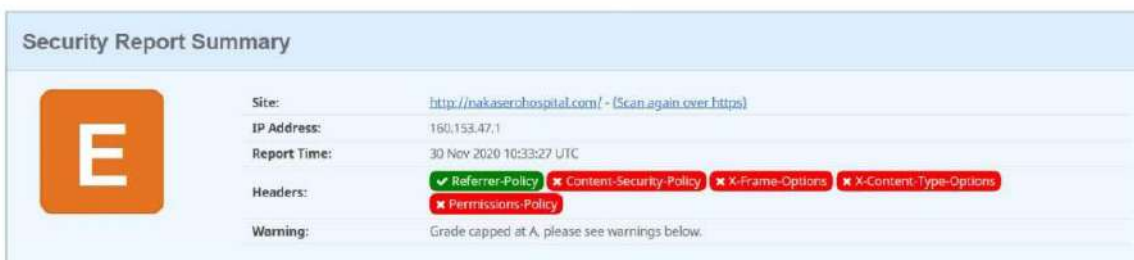 Security Report Summary
E
Site: http://nakaserohospital.com/ - (Scan again over https)
IP Address: 160.153.47.1
Report Time: 30 Nov 2020 10:33:27 UTC
Headers: ✔ Referrer-Policy ✖ Content-Security-Policy ✖ X-Frame-Options ✖ X-Content-Type-Options
✖ Permissions-Policy
Warning: Grade capped at A, please see warnings below.